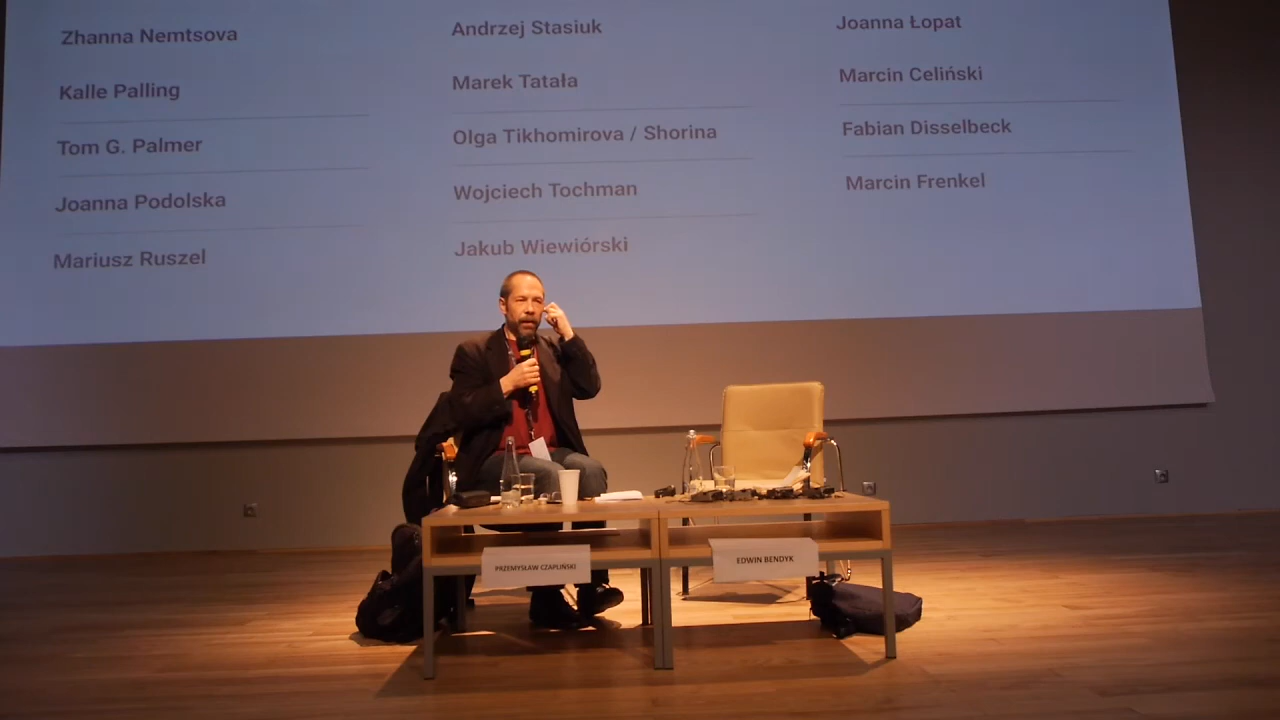 Zhanna Nemtsova
Kalle Palling
Tom G. Palmer
Joanna Podolska
Mariusz Ruszel
Andrzej Stasiuk
Marek Tatała
Olga Tikhomirova / Shorina
Wojciech Tochman
Jakub Wiewiórski
Joanna Łopat
Marcin Celiński
Fabian Disselbeck
Marcin Frenkel
PRZEMYSŁAW CZAPLIŃSKI
EDWIN BENDYK